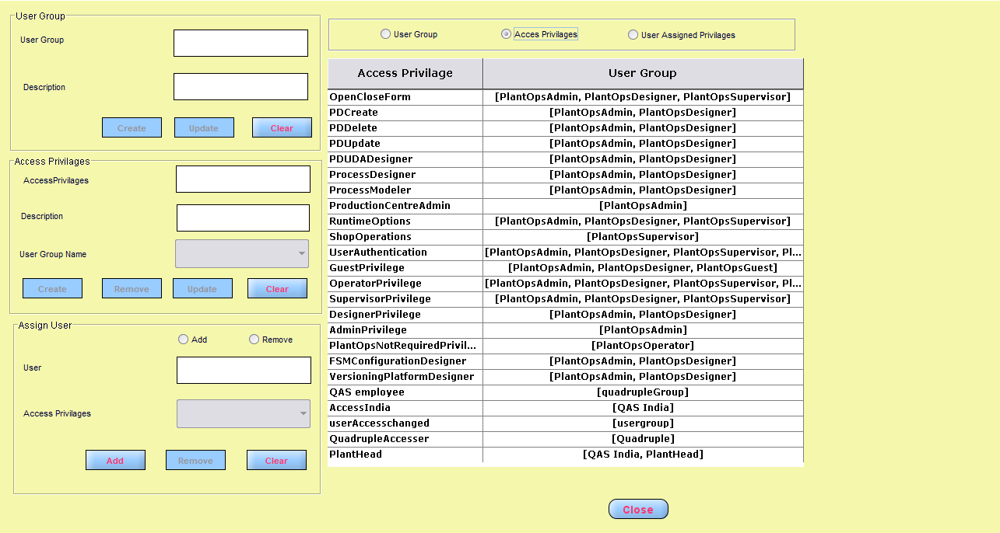 User Group
User Group
Description
Create Update Clear
Access Privilages
AccessPrivilages
Description
User Group Name
Create Remove Update Clear
Assign User
Add Remove
User
Access Privilages
Add Remove Clear
User Group Acces Privilages User Assigned Privilages
Access Privilage User Group
OpenCloseForm [PlantOpsAdmin, PlantOpsDesigner, PlantOpsSupervisor]
PDCreate [PlantOpsAdmin, PlantOpsDesigner]
PDDelete [PlantOpsAdmin, PlantOpsDesigner]
PDUpdate [PlantOpsAdmin, PlantOpsDesigner]
PDUDADesigner [PlantOpsAdmin, PlantOpsDesigner]
ProcessDesigner [PlantOpsAdmin, PlantOpsDesigner]
ProcessModeler [PlantOpsAdmin, PlantOpsDesigner]
ProductionCentreAdmin [PlantOpsAdmin]
RuntimeOptions [PlantOpsAdmin, PlantOpsDesigner, PlantOpsSupervisor]
ShopOperations [PlantOpsSupervisor]
UserAuthentication [PlantOpsAdmin, PlantOpsDesigner, PlantOpsSupervisor, Pl...
GuestPrivilege [PlantOpsAdmin, PlantOpsDesigner, PlantOpsGuest]
OperatorPrivilege [PlantOpsAdmin, PlantOpsDesigner, PlantOpsSupervisor, Pl...
SupervisorPrivilege [PlantOpsAdmin, PlantOpsDesigner, PlantOpsSupervisor]
DesignerPrivilege [PlantOpsAdmin, PlantOpsDesigner]
AdminPrivilege [PlantOpsAdmin]
PlantOpsNotRequiredPrivil... [PlantOpsOperator]
FSMConfigurationDesigner [PlantOpsAdmin, PlantOpsDesigner]
VersioningPlatformDesigner [PlantOpsAdmin, PlantOpsDesigner]
QAS employee [quadrupleGroup]
AccessIndia [QAS India]
userAccesschanged [usergroup]
QuadrupleAccesser [Quadruple]
PlantHead [QAS India, PlantHead]
Close